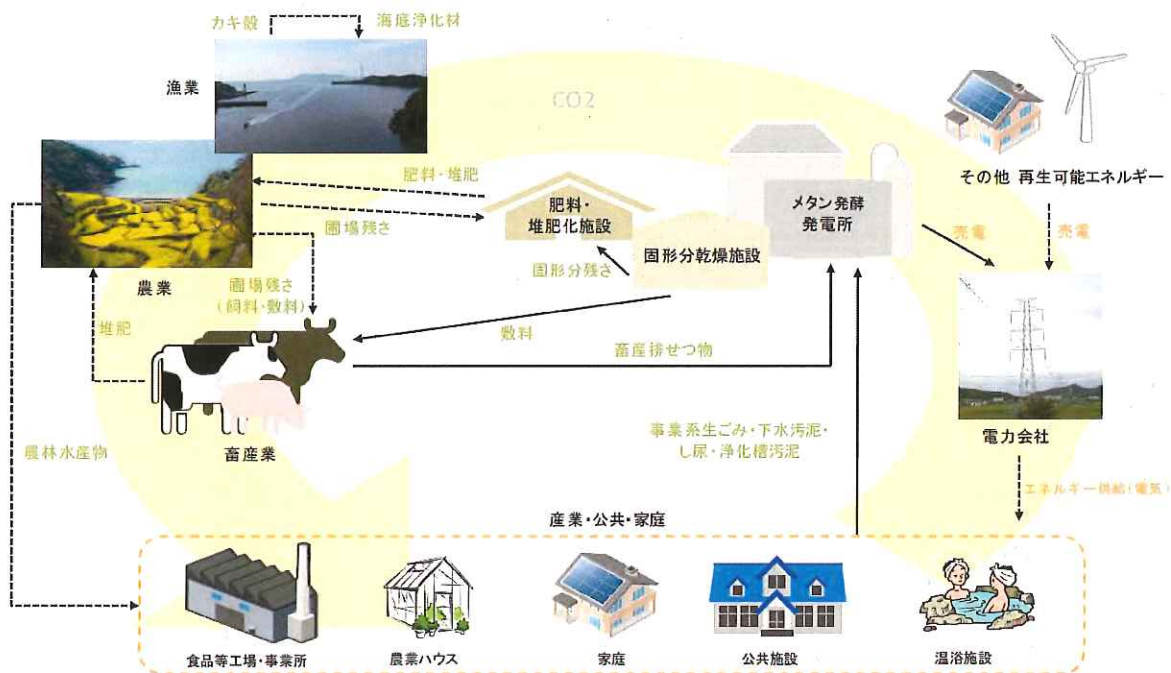 カキ殻
海底浄化材
漁業
CO2
肥料・堆肥
圃場残さ
農業
圃場残さ
(飼料・敷料)
堆肥
肥料・
堆肥化施設
固形分乾燥施設
固形分残さ
メタン発酵
発電所
その他 再生可能エネルギー
売電
売電
敷料
畜産排せつ物
畜産業
農林水産物
事業系生ごみ・下水汚泥・
し尿・浄化槽汚泥
電力会社
エネルギー供給(電気)
産業・公共・家庭
食品等工場・事業所
農業ハウス
家庭
公共施設
温浴施設